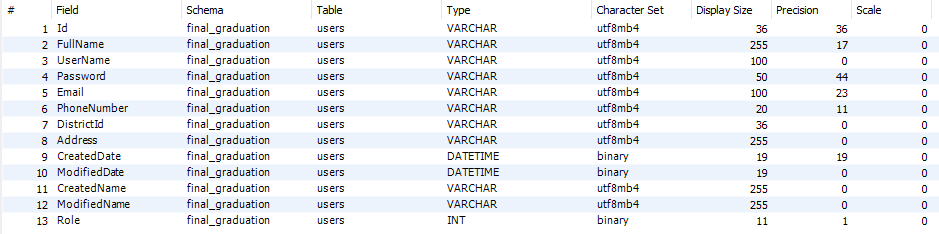 # Field Schema Table Type Character Set Display Size Precision Scale
1 Id final_graduation users VARCHAR utf8mb4 36 36 0
2 FullName final_graduation users VARCHAR utf8mb4 255 17 0
3 UserName final_graduation users VARCHAR utf8mb4 100 0 0
4 Password final_graduation users VARCHAR utf8mb4 50 44 0
5 Email final_graduation users VARCHAR utf8mb4 100 23 0
6 PhoneNumber final_graduation users VARCHAR utf8mb4 20 11 0
7 DistrictId final_graduation users VARCHAR utf8mb4 36 0 0
8 Address final_graduation users VARCHAR utf8mb4 255 0 0
9 CreatedDate final_graduation users DATETIME binary 19 19 0
10 ModifiedDate final_graduation users DATETIME binary 19 0 0
11 CreatedName final_graduation users VARCHAR utf8mb4 255 0 0
12 ModifiedName final_graduation users VARCHAR utf8mb4 255 0 0
13 Role final_graduation users INT binary 11 1 0